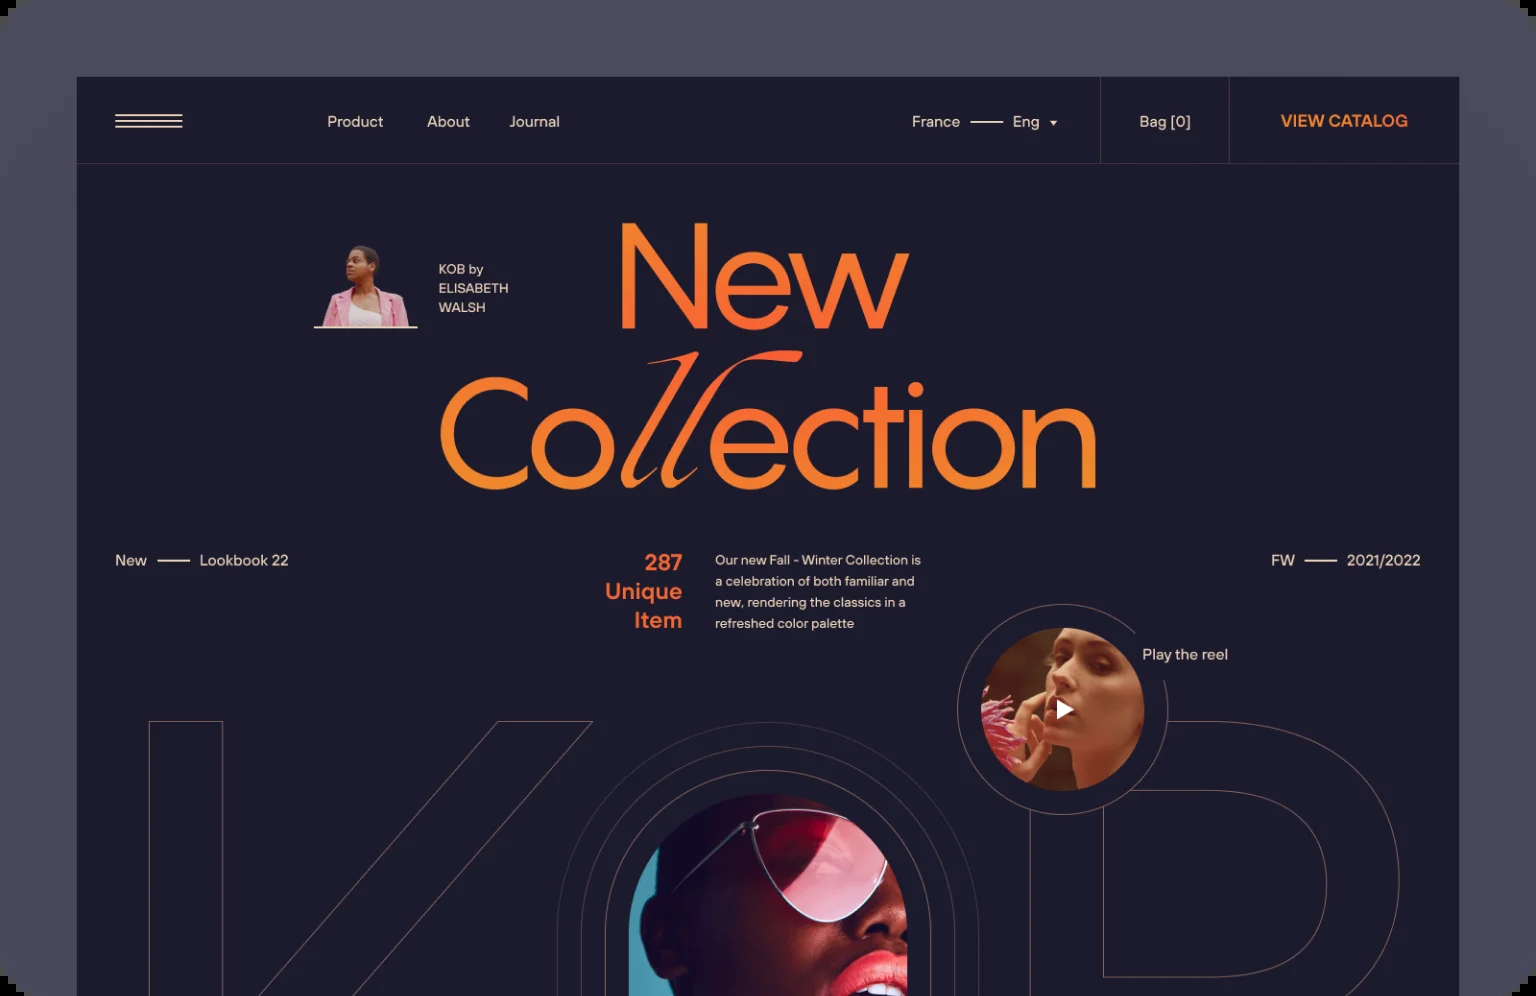 Product About Journal France — Eng Bag [0] VIEW CATALOG
New
KOB by
ELISABETH
WALSH
Collection
New — Lookbook 22
287
Unique
Item
Our new Fall - Winter Collection is
a celebration of both familiar and
new, rendering the classics in a
refreshed color palette
FW — 2021/2022
Play the reel
KOB